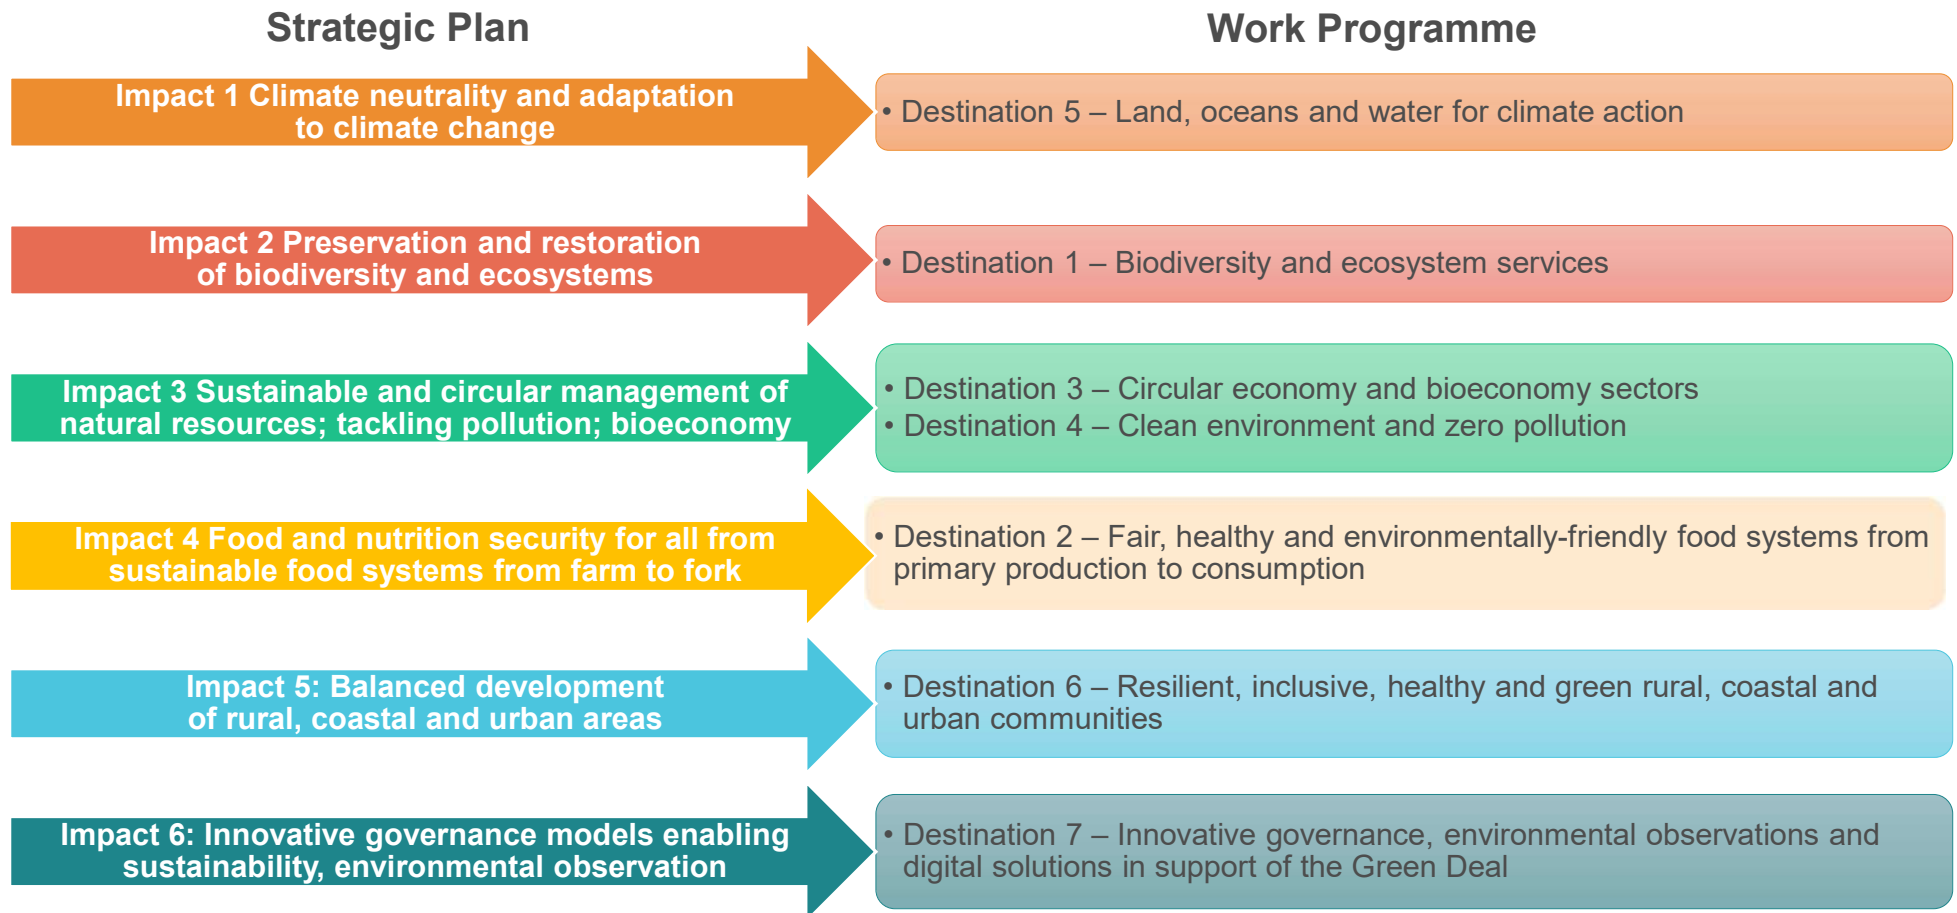 Strategic Plan
Work Programme
Impact 1 Climate neutrality and adaptation
to climate change
• Destination 5 – Land, oceans and water for climate action
Impact 2 Preservation and restoration
of biodiversity and ecosystems
• Destination 1 – Biodiversity and ecosystem services
Impact 3 Sustainable and circular management of
natural resources; tackling pollution; bioeconomy
• Destination 3 – Circular economy and bioeconomy sectors
• Destination 4 – Clean environment and zero pollution
Impact 4 Food and nutrition security for all from
sustainable food systems from farm to fork
• Destination 2 – Fair, healthy and environmentally-friendly food systems from
primary production to consumption
Impact 5: Balanced development
of rural, coastal and urban areas
• Destination 6 – Resilient, inclusive, healthy and green rural, coastal and
urban communities
Impact 6: Innovative governance models enabling
sustainability, environmental observation
• Destination 7 – Innovative governance, environmental observations and
digital solutions in support of the Green Deal